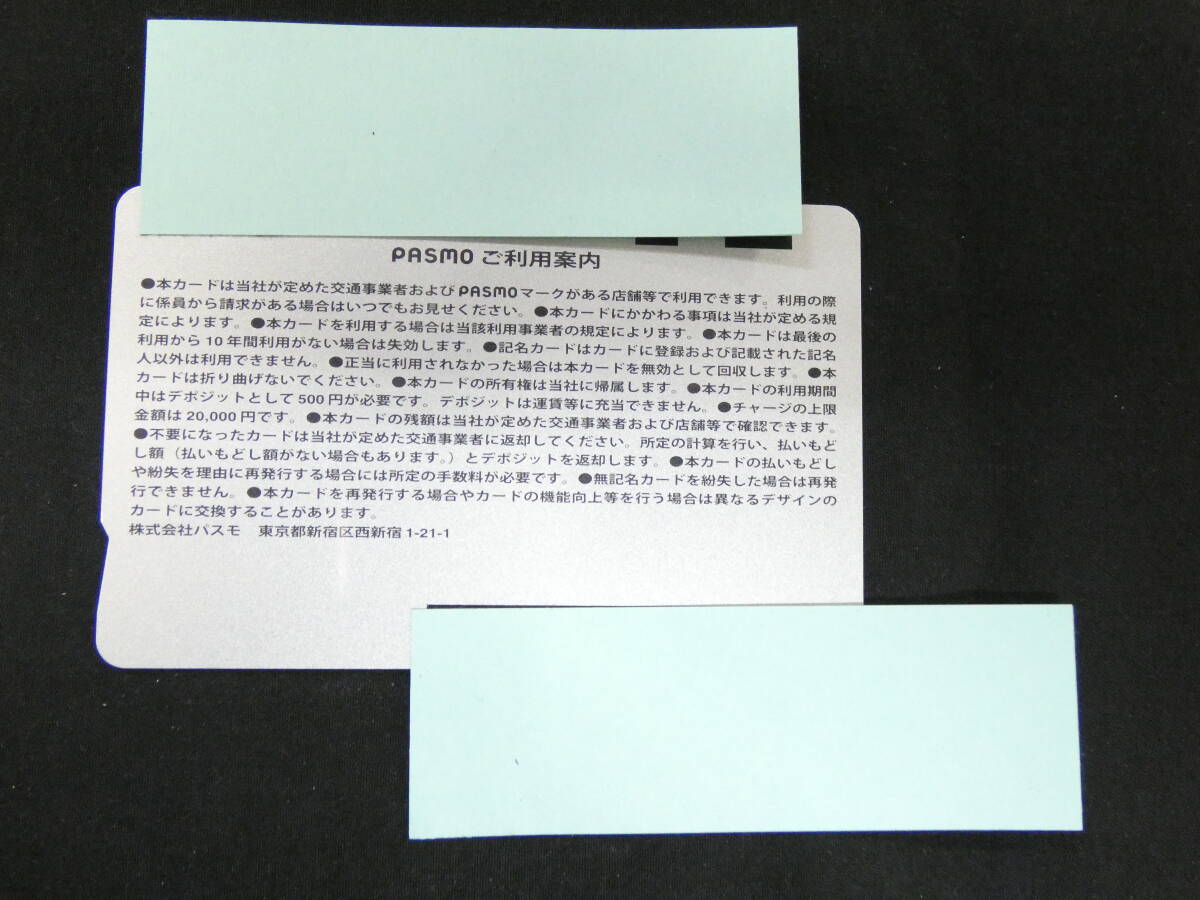 PASMO ご利用案内
●本カードは当社が定めた交通事業者およびPASMOマークがある店舗等で利用できます。利用の際
に係員から請求がある場合はいつでもお見せください。●本カードにかかわる事項は当社が定める規
定によります。●本カードを利用する場合は当該利用事業者の規定によります。●本カードは最後の
利用から10年間利用がない場合は失効します。●記名カードはカードに登録および記載された記名
人以外は利用できません。●正当に利用されなかった場合は本カードを無効として回収します。●本
カードは折り曲げないでください。●本カードの所有権は当社に帰属します。●本カードの利用期間
中はデポジットとして500円が必要です。デポジットは運賃等に充当できません。●チャージの上限
金額は20,000円です。●本カードの残額は当社が定めた交通事業者および店舗等で確認できます。
●不要になったカードは当社が定めた交通事業者に返却してください。所定の計算を行い、払いもど
し額（払いもどし額がない場合もあります。）とデポジットを返却します。●本カードの払いもどし
や紛失を理由に再発行する場合には所定の手数料が必要です。●無記名カードを紛失した場合は再発
行できません。●本カードを再発行する場合やカードの機能向上等を行う場合は異なるデザインの
カードに交換することがあります。
株式会社パスモ　東京都新宿区西新宿1-21-1